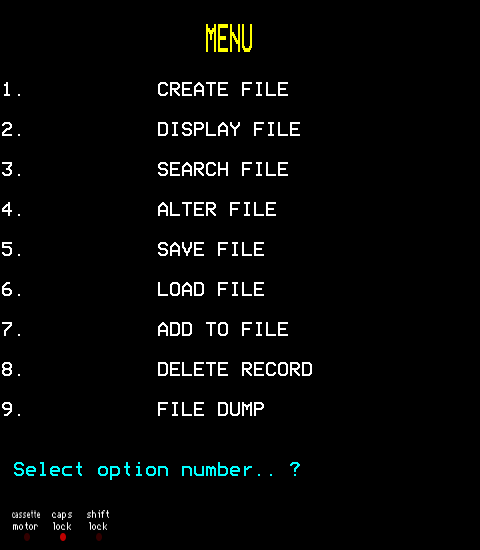 MENU
1. CREATE FILE
2. DISPLAY FILE
3. SEARCH FILE
4. ALTER FILE
5. SAVE FILE
6. LOAD FILE
7. ADD TO FILE
8. DELETE RECORD
9. FILE DUMP
Select option number.. ?
cassette motor caps lock shift lock